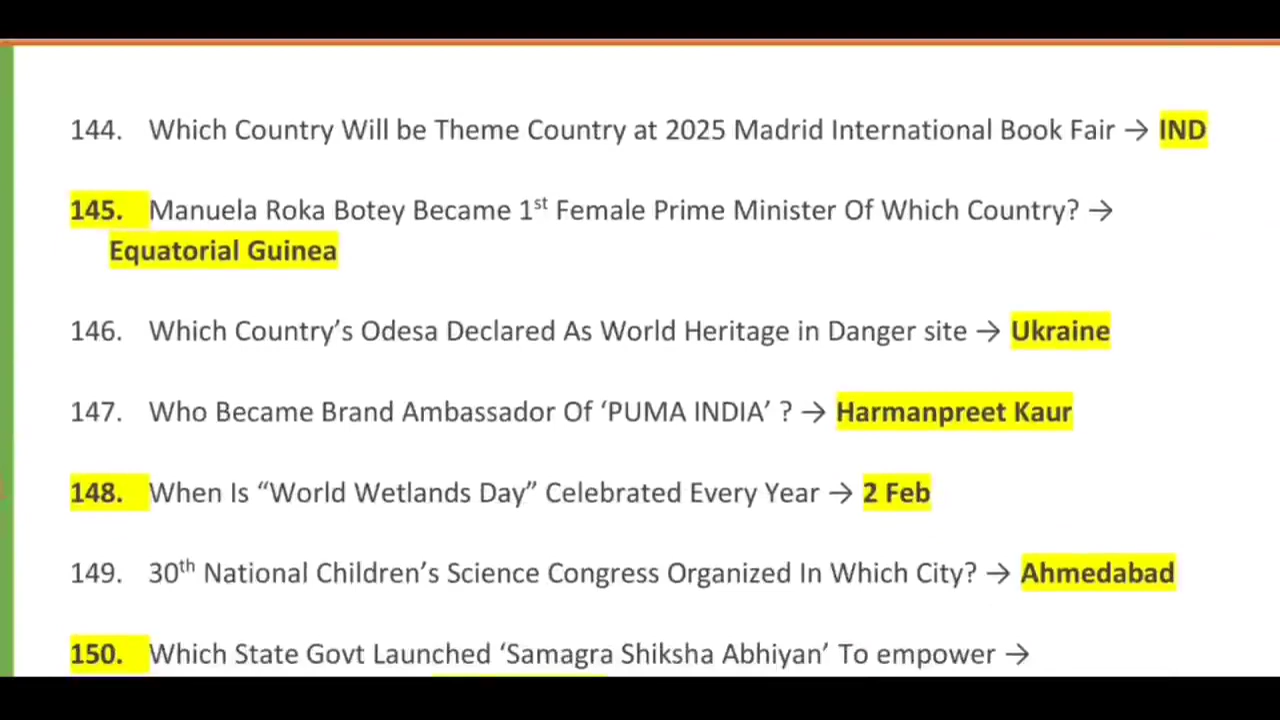 144. Which Country Will be Theme Country at 2025 Madrid International Book Fair → IND
145. Manuela Roka Botey Became 1st Female Prime Minister Of Which Country? →
Equatorial Guinea
146. Which Country’s Odesa Declared As World Heritage in Danger site → Ukraine
147. Who Became Brand Ambassador Of ‘PUMA INDIA’ ? → Harmanpreet Kaur
148. When Is “World Wetlands Day” Celebrated Every Year → 2 Feb
149. 30th National Children’s Science Congress Organized In Which City? → Ahmedabad
150. Which State Govt Launched ‘Samagra Shiksha Abhiyan’ To empower →